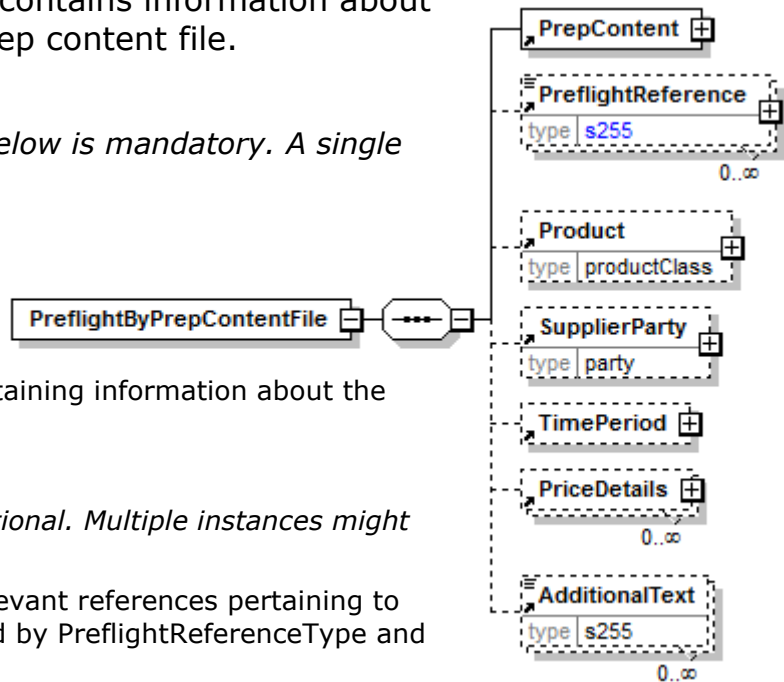 contains information about
ep content file.
elow is mandatory. A single
taining information about the
tional. Multiple instances might
evant references pertaining to
d by PreflightReferenceType and
PreflightByPrepContentFile
PrepContent
PreflightReference
type s255
0..∞
Product
type productClass
SupplierParty
type party
TimePeriod
PriceDetails
0..∞
AdditionalText
type s255
0..∞